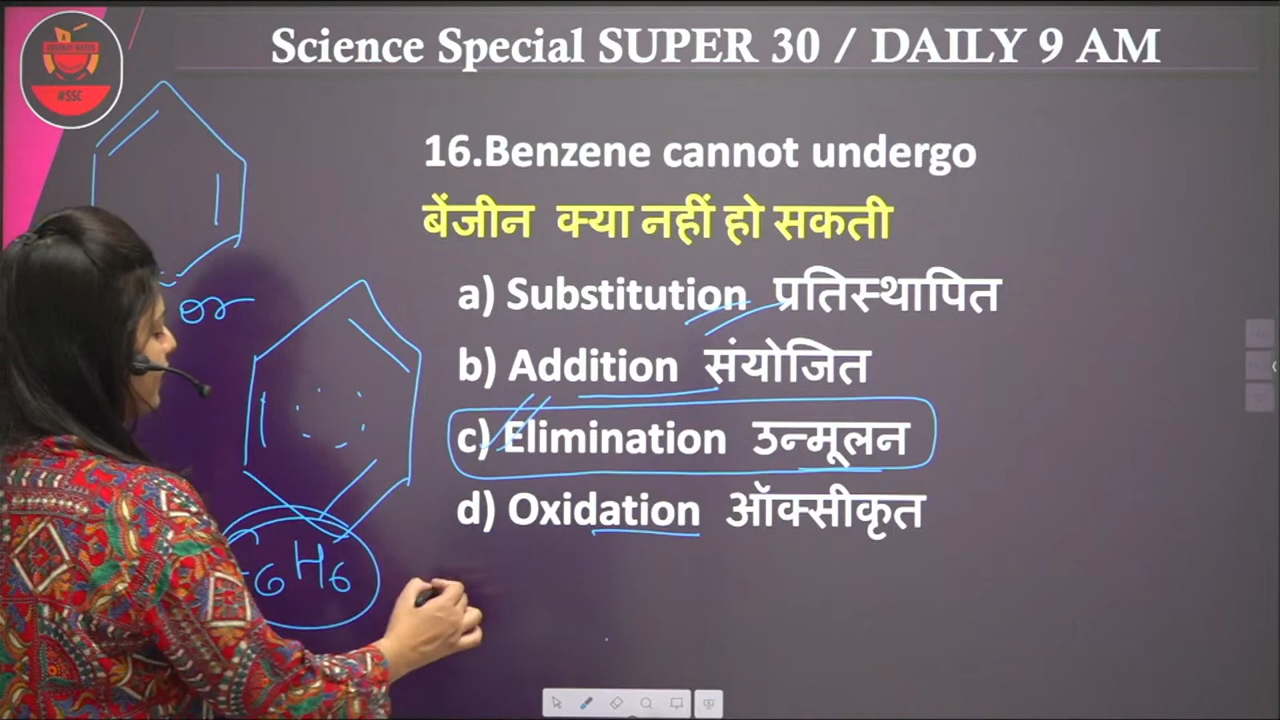 Science Special SUPER 30 / DAILY 9 AM
#SSC
16.Benzene cannot undergo
बेंजीन क्या नहीं हो सकती
a) Substitution प्रतिस्थापित
b) Addition संयोजित
c) Elimination उन्मूलन
d) Oxidation ऑक्सीकृत
or
C6H6